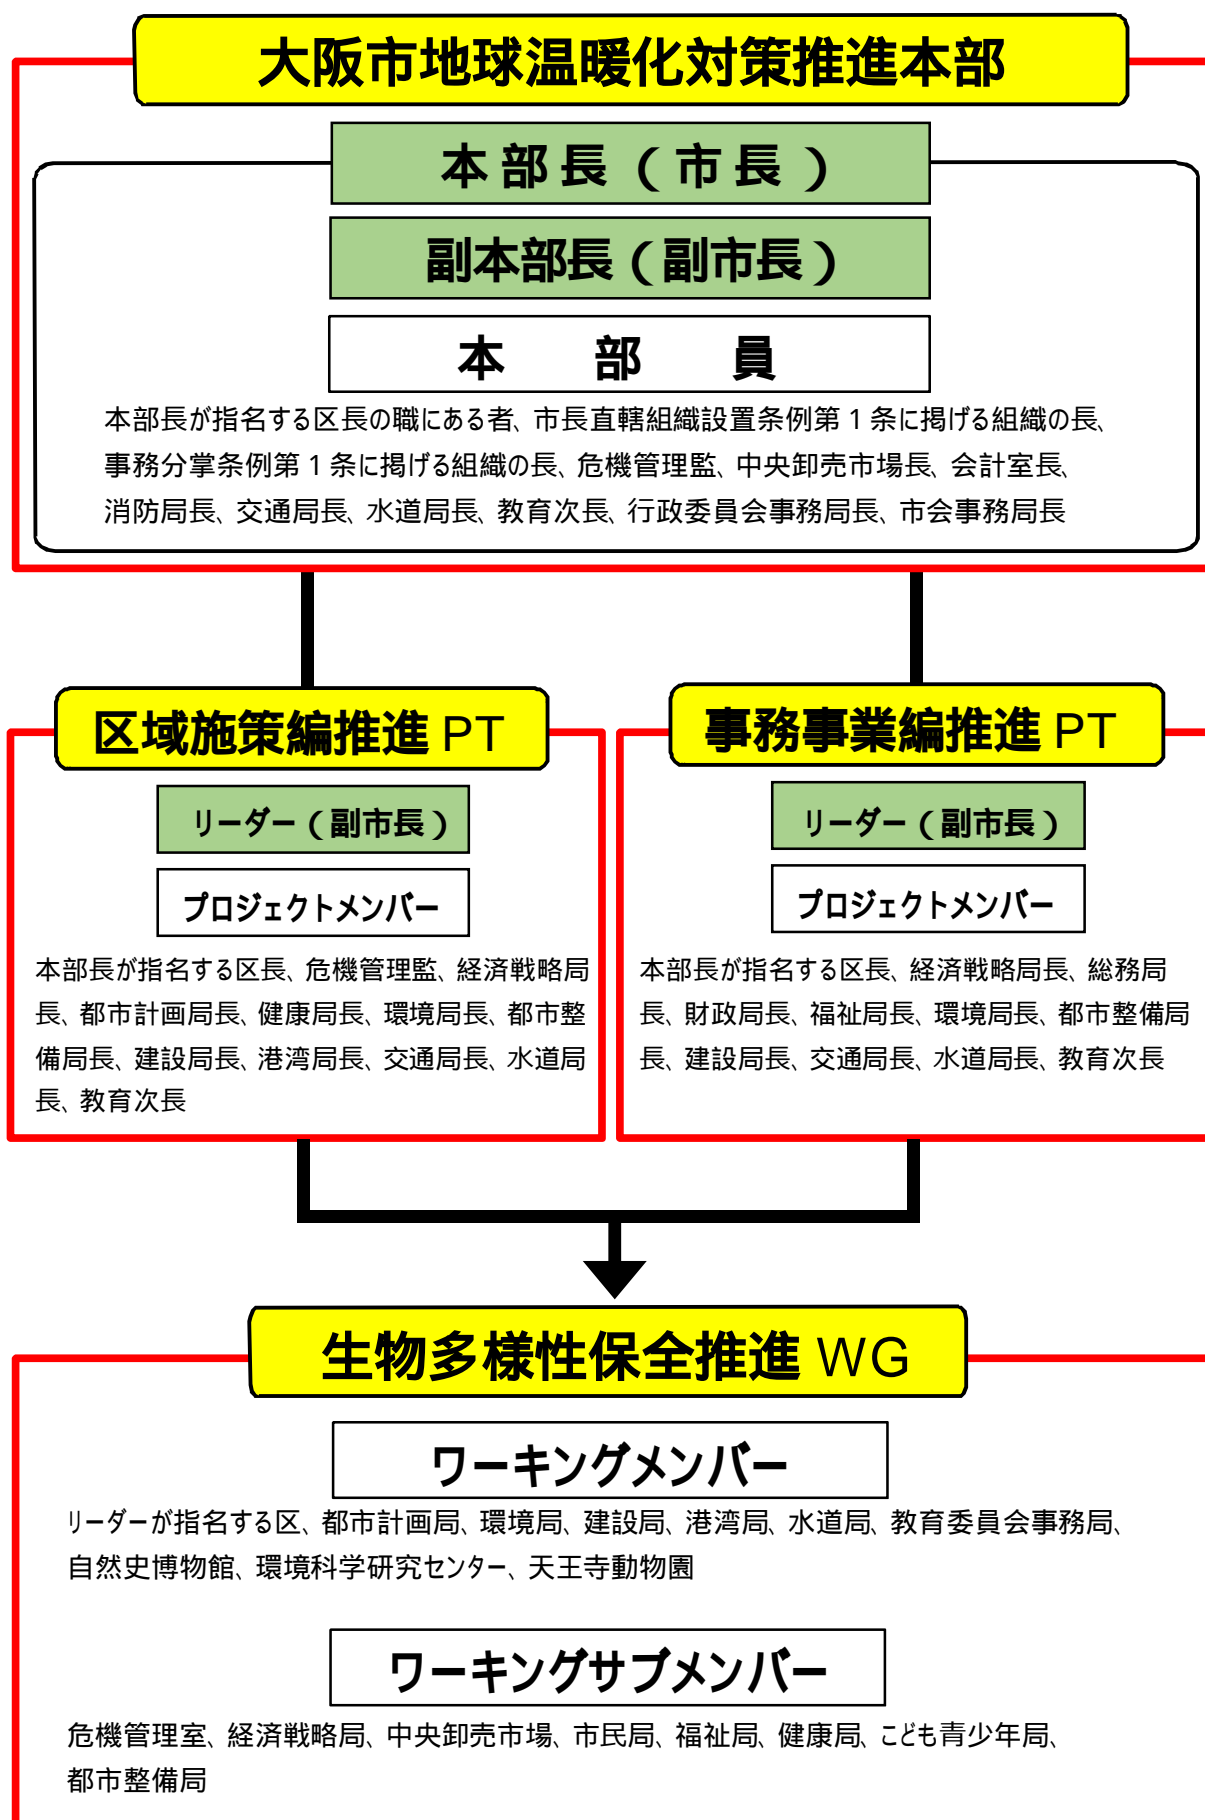 大阪市地球温暖化対策推進本部
本部長（市長）
副本部長（副市長）
本　部　員
本部長が指名する区長の職にある者、市長直轄組織設置条例第1条に掲げる組織の長、
事務分掌条例第1条に掲げる組織の長、危機管理監、中央卸売市場長、会計室長、
消防局長、交通局長、水道局長、教育次長、行政委員会事務局長、市会事務局長
区域施策編推進 PT
リーダー（副市長）
プロジェクトメンバー
本部長が指名する区長、危機管理監、経済戦略局
長、都市計画局長、健康局長、環境局長、都市整
備局長、建設局長、港湾局長、交通局長、水道局
長、教育次長
事務事業編推進 PT
リーダー（副市長）
プロジェクトメンバー
本部長が指名する区長、経済戦略局長、総務局
長、財政局長、福祉局長、環境局長、都市整備局
長、建設局長、交通局長、水道局長、教育次長
生物多様性保全推進 WG
ワーキングメンバー
リーダーが指名する区、都市計画局、環境局、建設局、港湾局、水道局、教育委員会事務局、
自然史博物館、環境科学研究センター、天王寺動物園
ワーキングサブメンバー
危機管理室、経済戦略局、中央卸売市場、市民局、福祉局、健康局、こども青少年局、
都市整備局